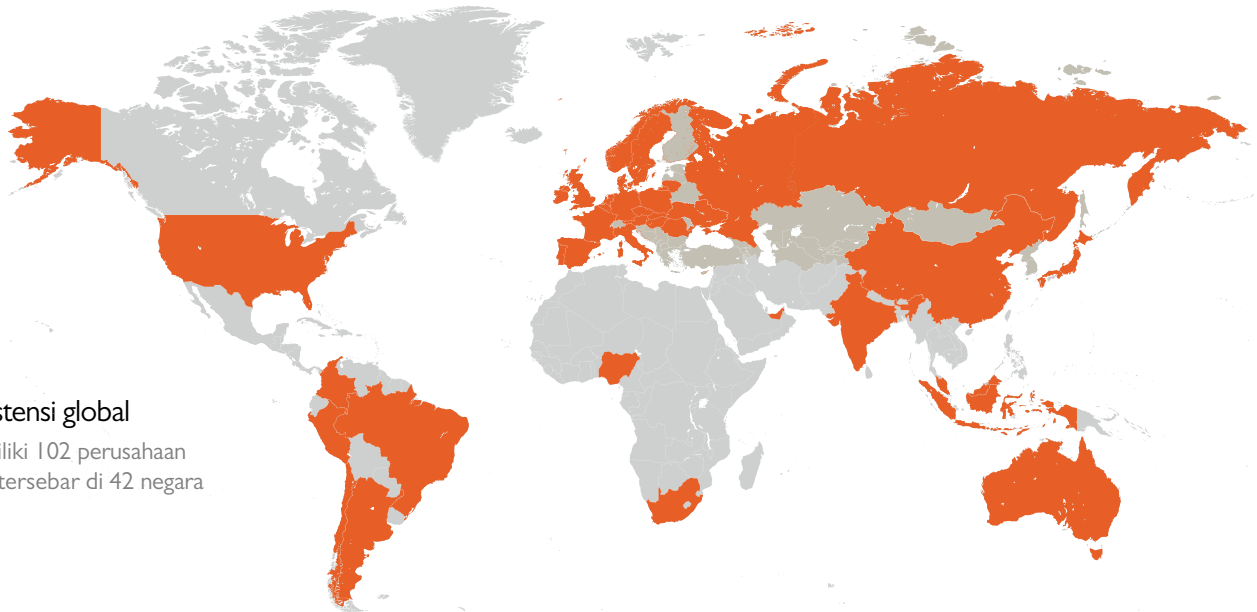 stensi global
iliki 102 perusahaan
tersebar di 42 negara